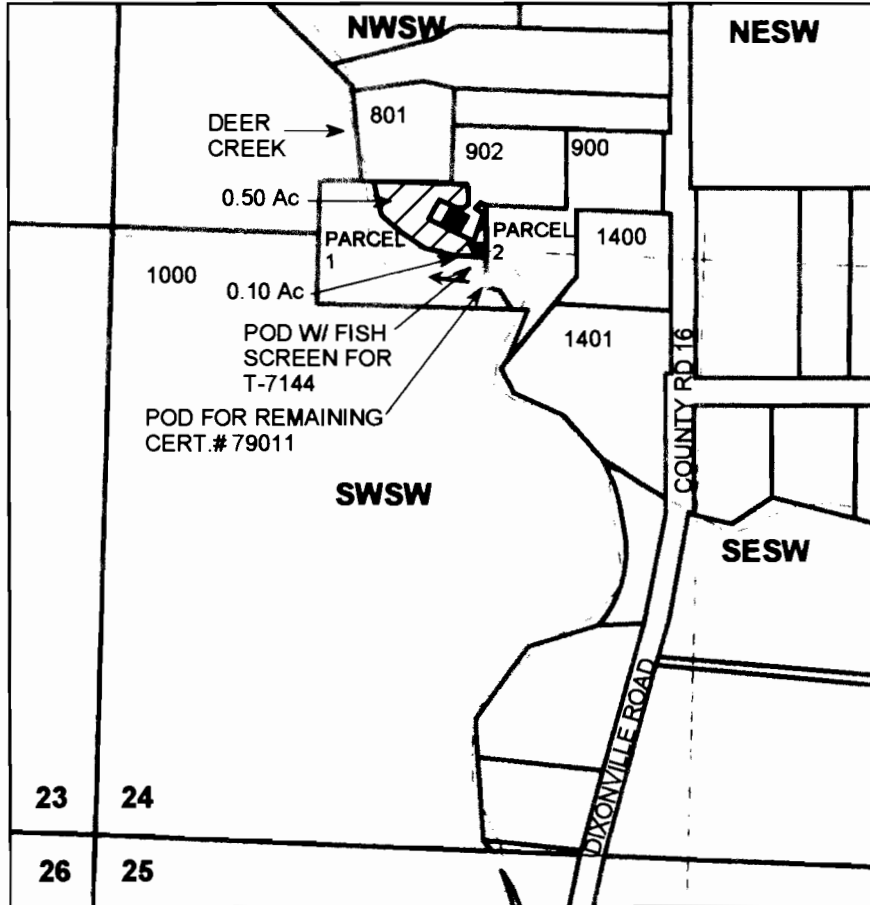 NWSW
NESW
801
DEER
CREEK
902
900
0.50 Ac
PARCEL
1
PARCEL
2
1400
1000
0.10 Ac
POD W/ FISH
SCREEN FOR
T-7144
1401
COUNTY RD 16
POD FOR REMAINING
CERT.# 79011
SWSW
SESW
DIXONVILLE ROAD
23
24
26
25